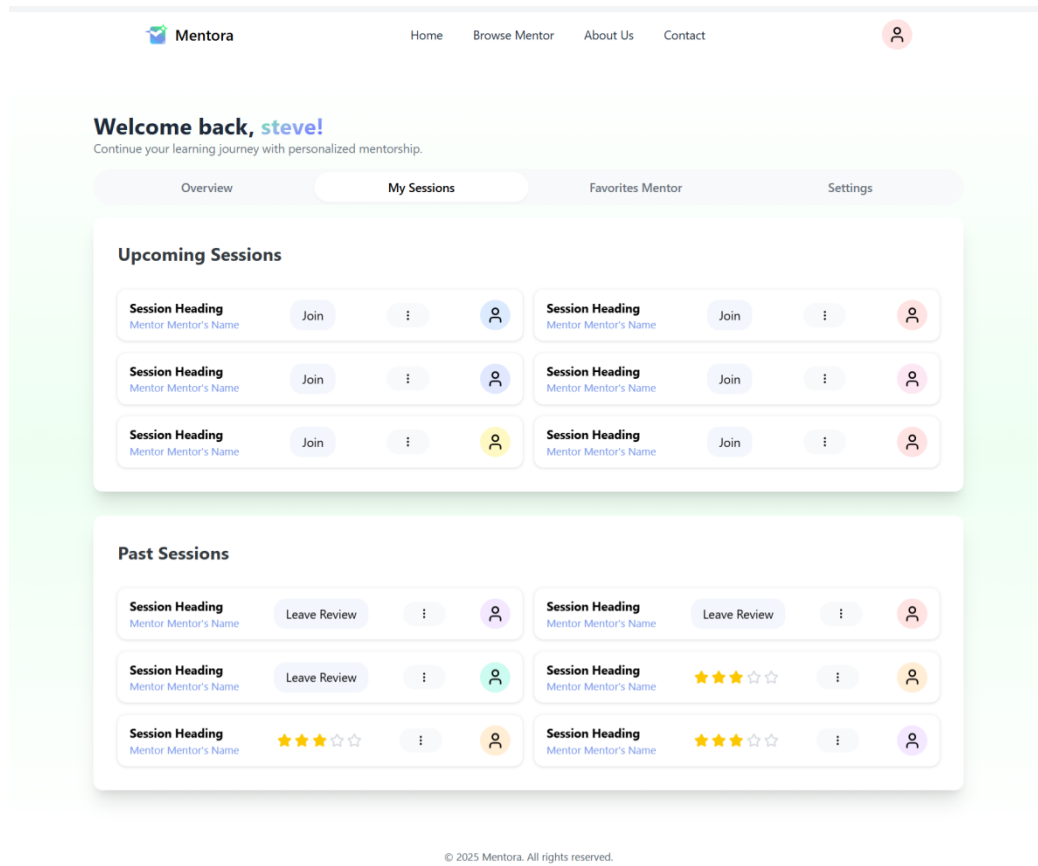 Mentora
Home Browse Mentor About Us Contact
Welcome back, steve!
Continue your learning journey with personalized mentorship.
Overview My Sessions Favorites Mentor Settings
Upcoming Sessions
Session Heading
Mentor Mentor's Name
Join
Session Heading
Mentor Mentor's Name
Join
Session Heading
Mentor Mentor's Name
Join
Session Heading
Mentor Mentor's Name
Join
Session Heading
Mentor Mentor's Name
Join
Session Heading
Mentor Mentor's Name
Join
Past Sessions
Session Heading
Mentor Mentor's Name
Leave Review
Session Heading
Mentor Mentor's Name
Leave Review
Session Heading
Mentor Mentor's Name
Leave Review
Session Heading
Mentor Mentor's Name
Session Heading
Mentor Mentor's Name
Session Heading
Mentor Mentor's Name
© 2025 Mentora. All rights reserved.